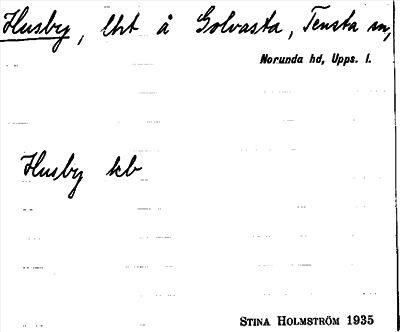 Husby, lht å Golvasta, Tensta sn,
Norunda hd, Upps. l.
Husby kb
STINA HOLMSTRÖM 1935